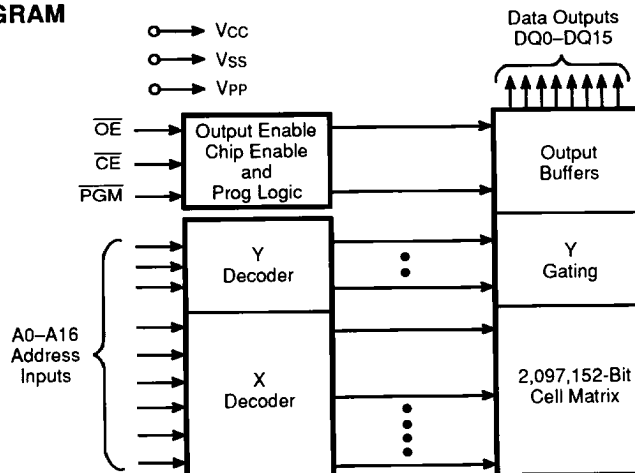 GRAM
VCC
VSS
VPP
Data Outputs
DQ0–DQ15
OE
CE
PGM
Output Enable
Chip Enable
and
Prog Logic
Output
Buffers
Y
Decoder
Y
Gating
A0–A16
Address
Inputs
X
Decoder
2,097,152-Bit
Cell Matrix